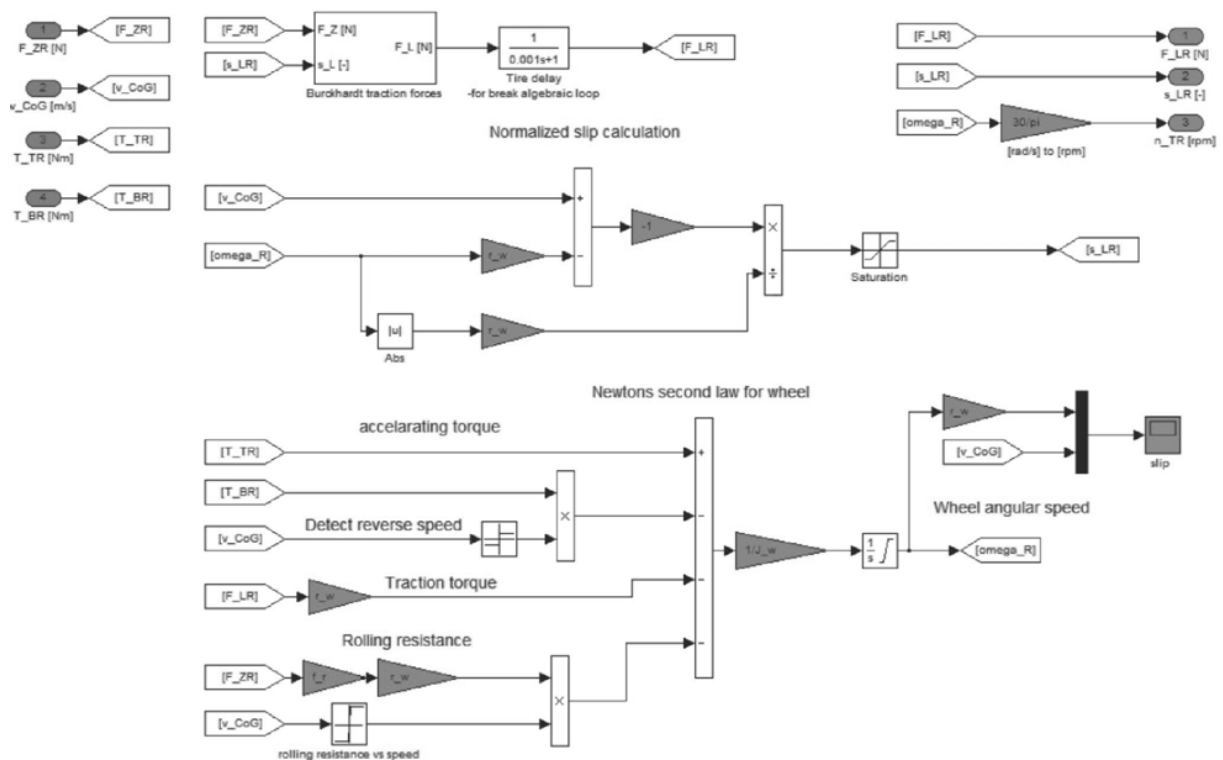 1
F_ZR [N]
[F_ZR]
2
v_CoG [m/s]
[v_CoG]
3
T_TR [Nm]
[T_TR]
4
T_BR [Nm]
[T_BR]
[F_ZR]
[s_LR]
F_Z [N]
s_L [-]
F_L [N]
Burckhardt traction forces
1
0.001s+1
Tire delay
-for break algebraic loop
[F_LR]
[F_LR]
1
F_LR [N]
[s_LR]
2
s_LR [-]
[omega_R]
30/pi
[rad/s] to [rpm]
3
n_TR [rpm]
Normalized slip calculation
[v_CoG]
[omega_R]
r_w
+
−
-1
×
÷
Saturation
[s_LR]
|u|
Abs
r_w
Newtons second law for wheel
accelarating torque
[T_TR]
[T_BR]
Detect reverse speed
[v_CoG]
×
Traction torque
[F_LR]
r_w
Rolling resistance
[F_ZR]
f_r
r_w
[v_CoG]
rolling resistance vs speed
×
+
−
−
−
1/J_w
1
s
r_w
[v_CoG]
slip
Wheel angular speed
[omega_R]